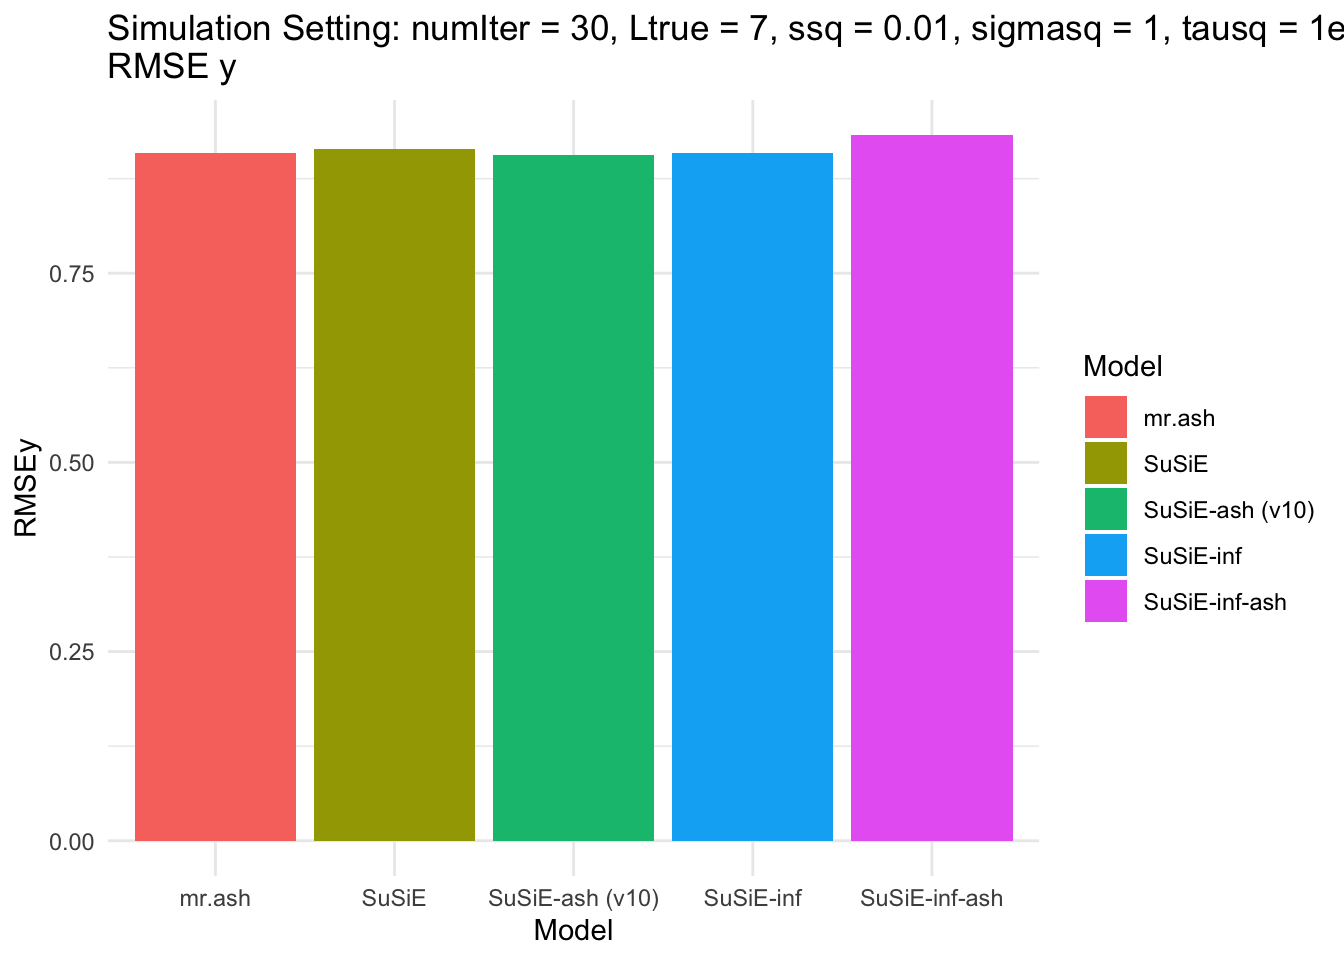 Simulation Setting: numIter = 30, Ltrue = 7, ssq = 0.01, sigmasq = 1, tausq = 1e
RMSE y
RMSEy
0.75
0.50
0.25
0.00
mr.ash
SuSiE
SuSiE-ash (v10)
SuSiE-inf
SuSiE-inf-ash
Model
Model
mr.ash
SuSiE
SuSiE-ash (v10)
SuSiE-inf
SuSiE-inf-ash